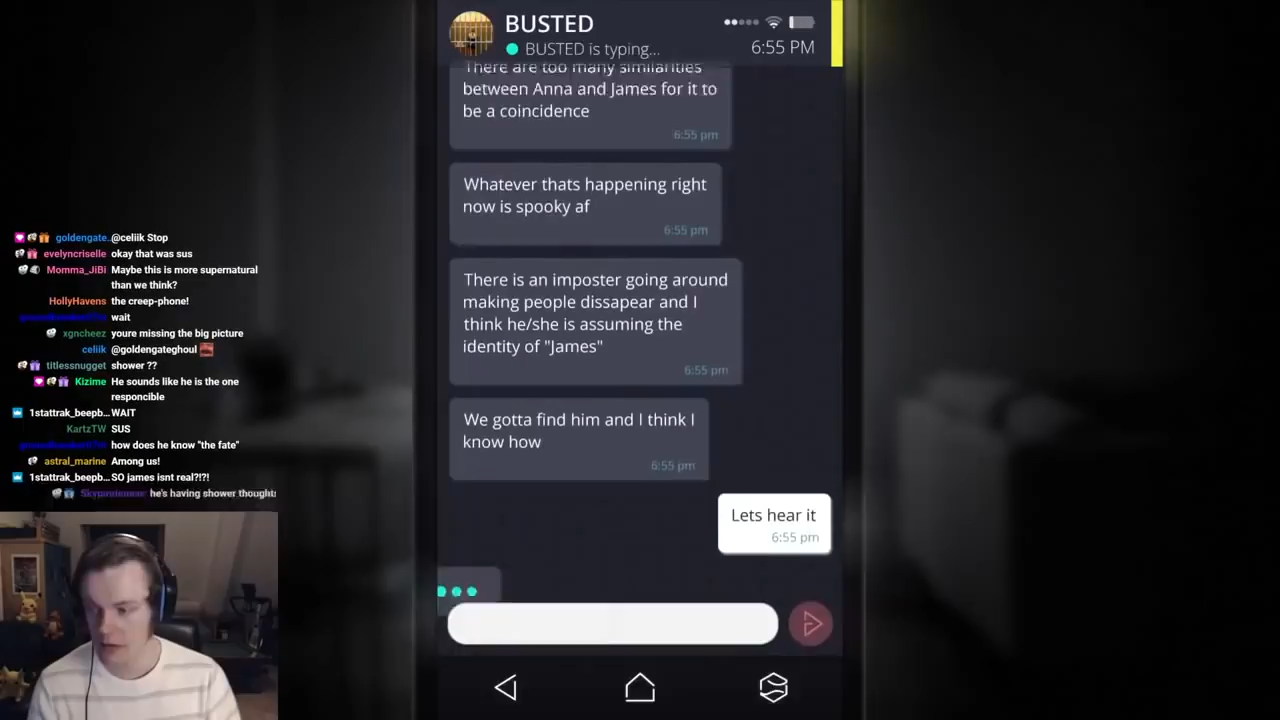 BUSTED
BUSTED is typing...
6:55 PM
There are too many similarities
between Anna and James for it to
be a coincidence
6:55 pm
Whatever thats happening right
now is spooky af
6:55 pm
There is an imposter going around
making people dissapear and I
think he/she is assuming the
identity of "James"
6:55 pm
We gotta find him and I think I
know how
6:55 pm
Lets hear it
6:55 pm
goldengate.. @celiik Stop
evelyncriselle okay that was sus
Momma_JiBi Maybe this is more supernatural
than we think?
HollyHavens the creep-phone!
wait
xgncheez youre missing the big picture
celiik @goldengateghoul
titlessnugget shower ??
Kizime He sounds like he is the one
responcible
1stattrak_beepb... WAIT
KartzTW SUS
how does he know "the fate"
astral_marine Among us!
1stattrak_beepb... SO james isnt real?!?!
he's having shower thoughts